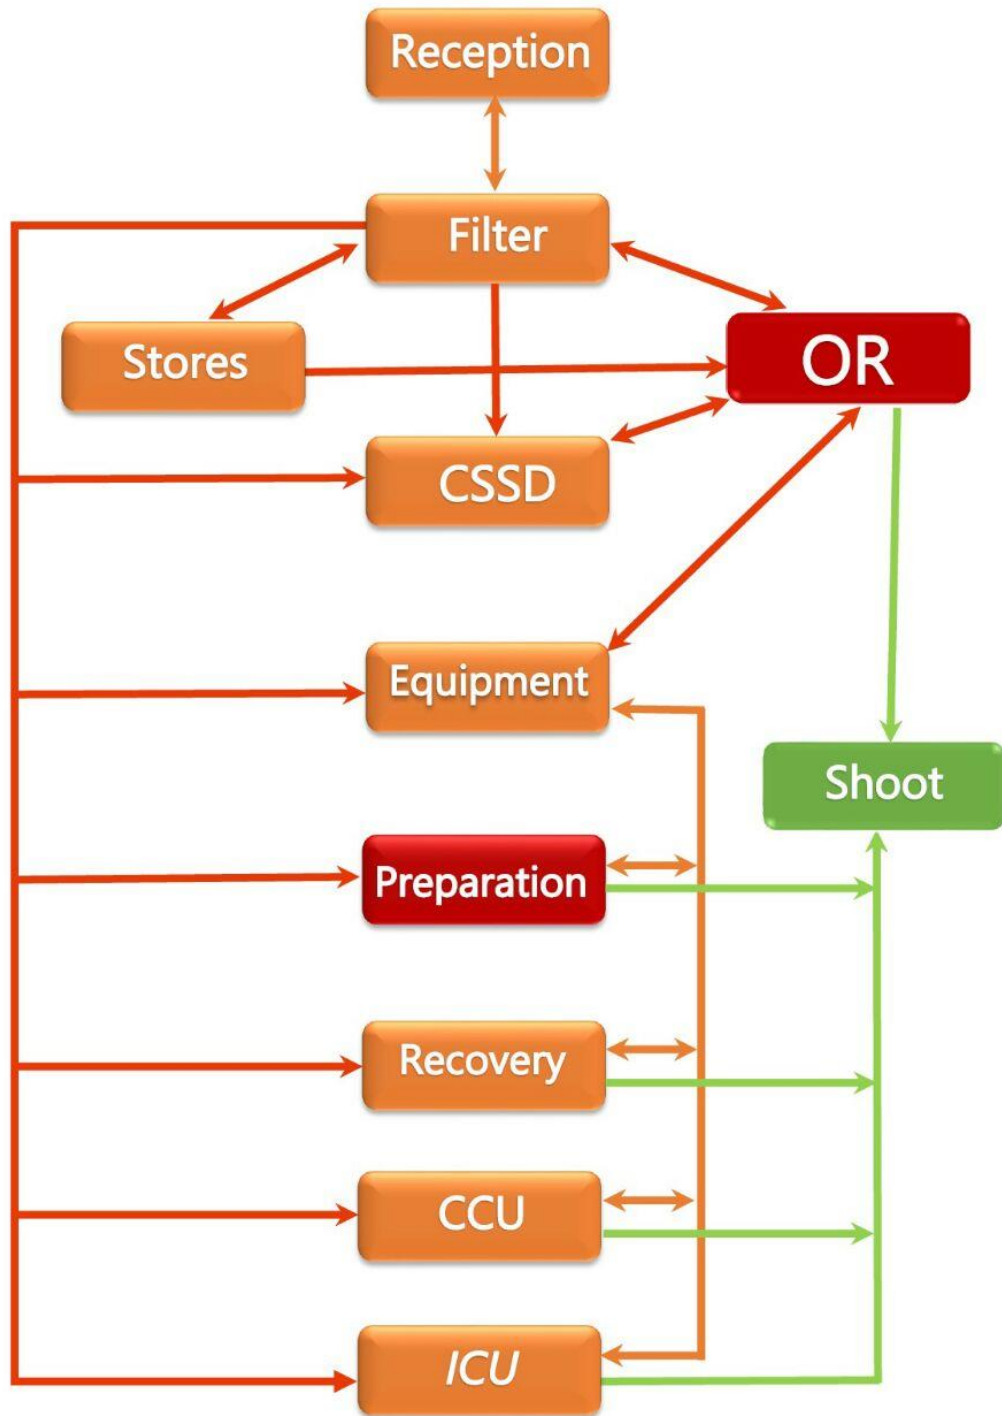 Reception
Filter
Stores
OR
CSSD
Equipment
Shoot
Preparation
Recovery
CCU
ICU